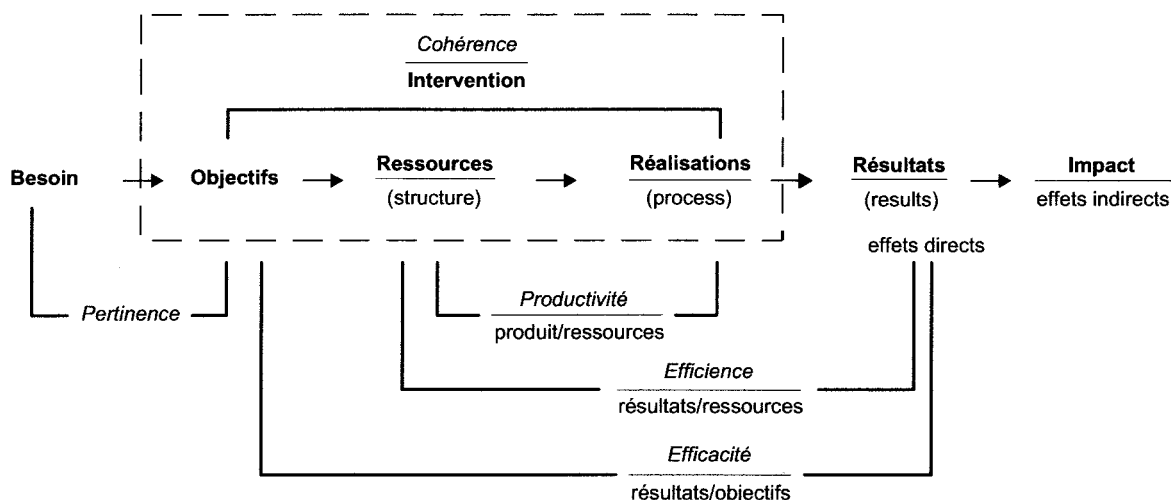 Cohérence
Intervention
Besoin
Objectifs
Ressources
(structure)
Réalisations
(process)
Résultats
(results)
effets directs
Impact
effets indirects
Pertinence
Productivité
produit/ressources
Efficience
résultats/ressources
Efficacité
résultats/objectifs